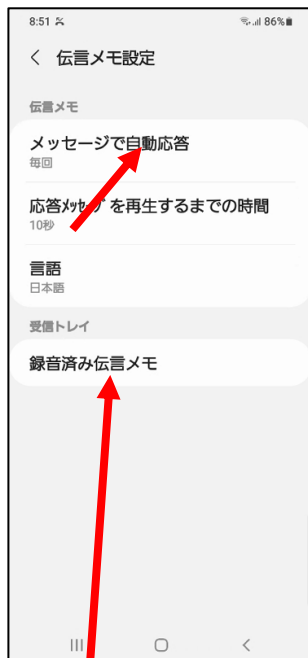 8:51
86%
伝言メモ設定
伝言メモ
メッセージで自動応答
毎回
応答ﾒｯｾｰｼﾞを再生するまでの時間
10秒
言語
日本語
受信トレイ
録音済み伝言メモ